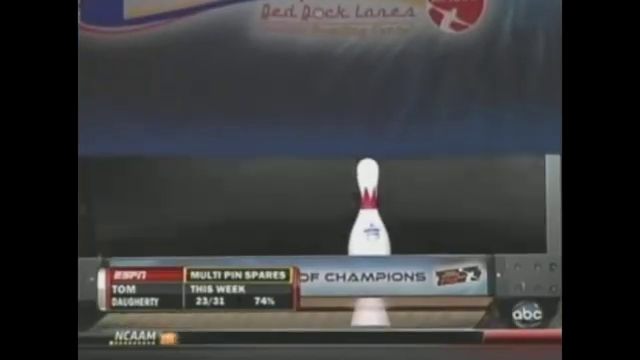 Red Rock Lanes
ESPN
MULTI PIN SPARES
TOM
DAUGHERTY
THIS WEEK
23/31 74%
OF CHAMPIONS
abc
NCAAM